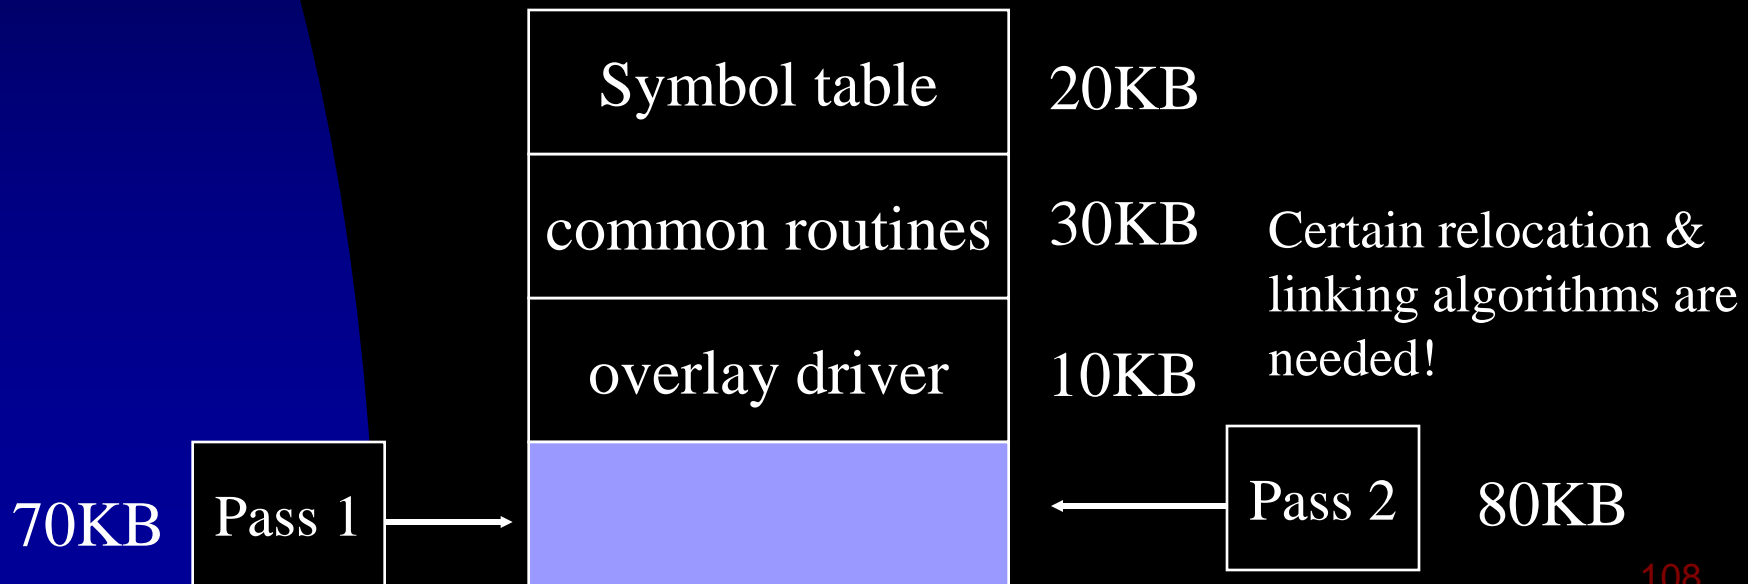 Symbol table
20KB
common routines
30KB
Certain relocation &
linking algorithms are
needed!
overlay driver
10KB
70KB
Pass 1
Pass 2
80KB
108